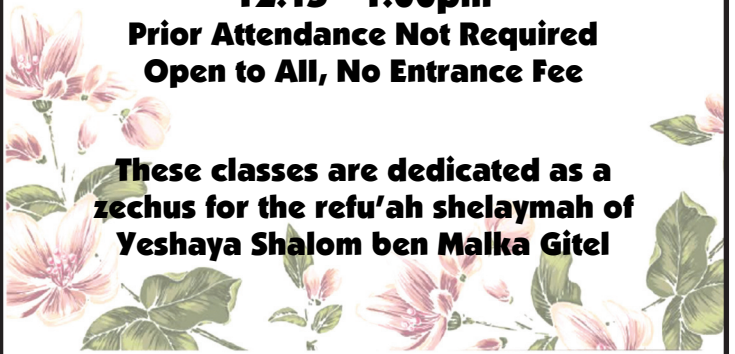 Prior Attendance Not Required
Open to All, No Entrance Fee
These classes are dedicated as a
zechus for the refu'ah shelaymah of
Yeshaya Shalom ben Malka Gitel